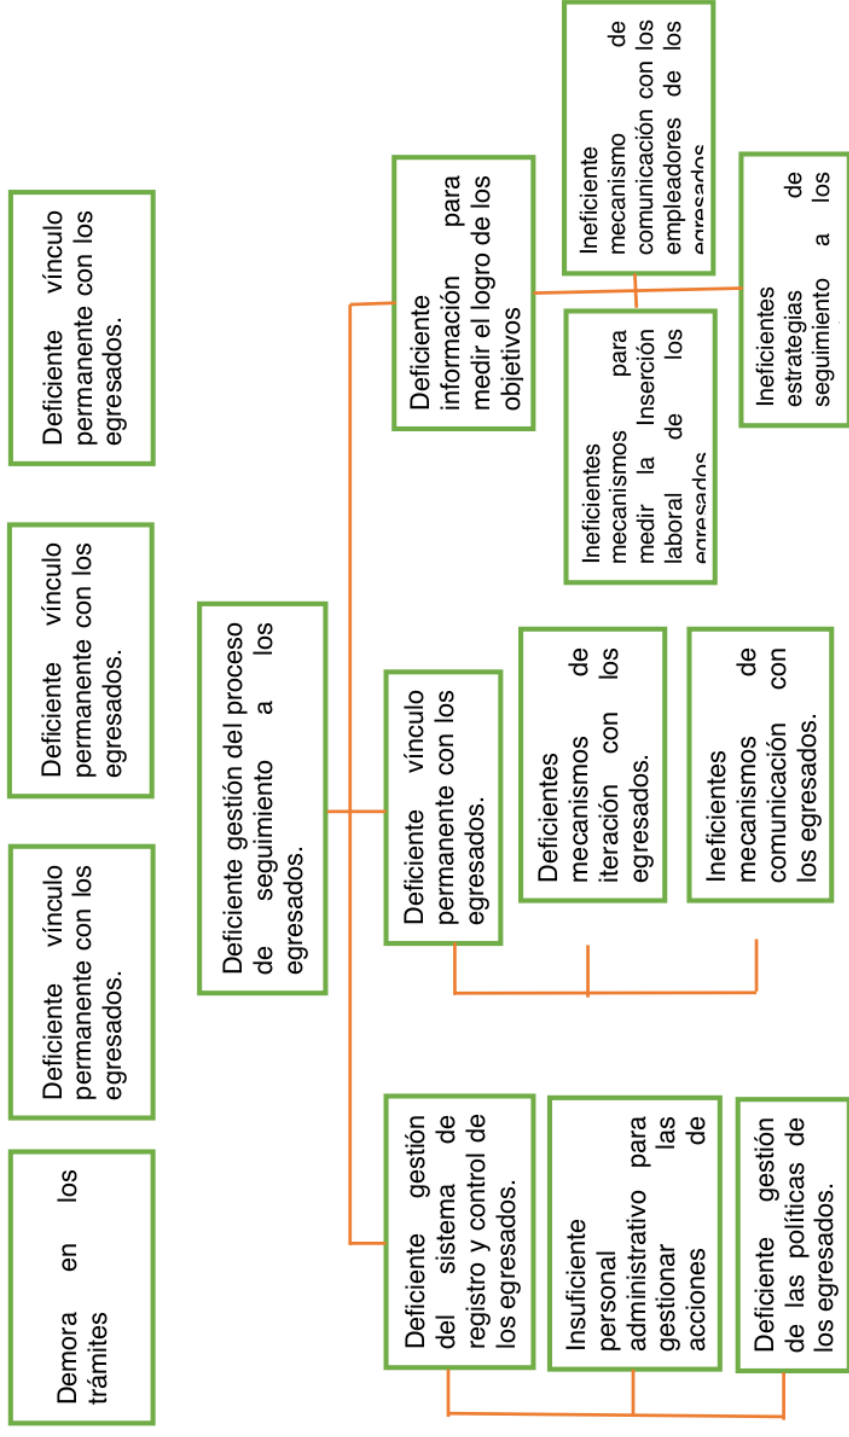 Demora en los
trámites
Deficiente vínculo
permanente con los
egresados.
Deficiente vínculo
permanente con los
egresados.
Deficiente vínculo
permanente con los
egresados.
Deficiente gestión del proceso
de seguimiento a los
egresados.
Deficiente gestión
del sistema de
registro y control de
los egresados.
Insuficiente
personal
administrativo para
gestionar las
acciones de
Deficiente gestión
de las políticas de
los egresados.
Deficiente vínculo
permanente con los
egresados.
Deficientes
mecanismos de
iteración con los
egresados.
Ineficientes
mecanismos de
comunicación con
los egresados.
Deficiente
información para
medir el logro de los
objetivos
Ineficientes
mecanismos para
medir la Inserción
laboral de los
egresados
Ineficiente
mecanismo de
comunicación con los
empleadores de los
egresados
Ineficientes
estrategias de
seguimiento a los